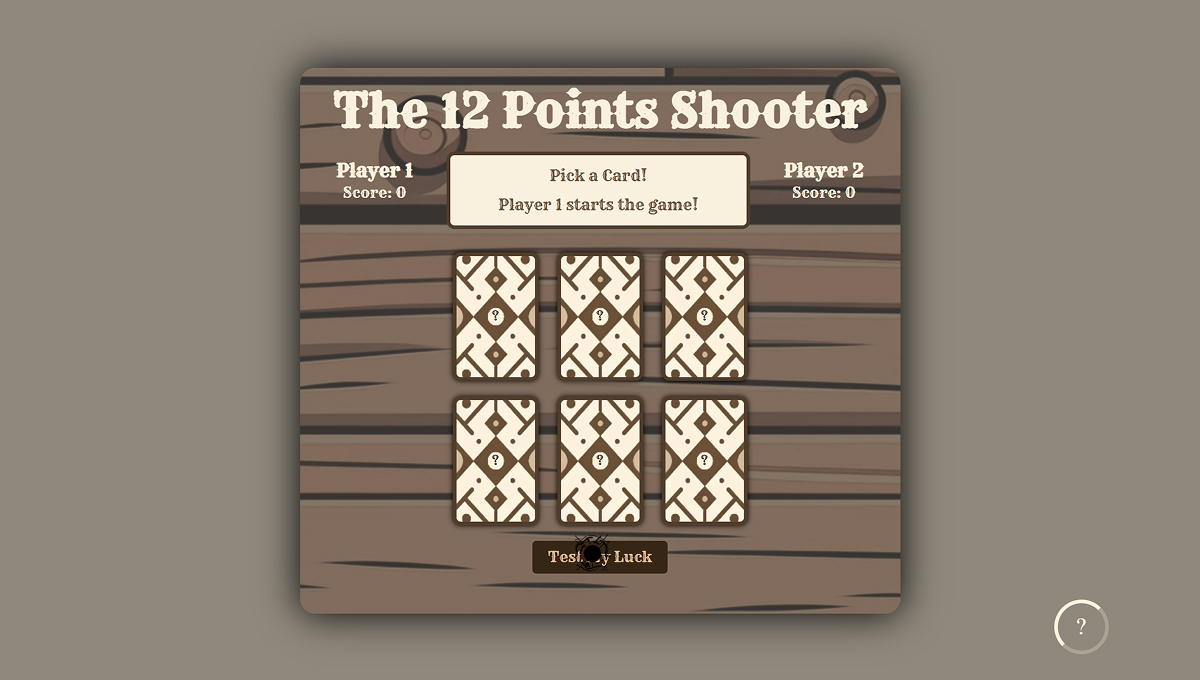 The 12 Points Shooter
Player 1
Score: 0
Pick a Card!
Player 1 starts the game!
Player 2
Score: 0
? ? ?
? ? ?
Luck
?